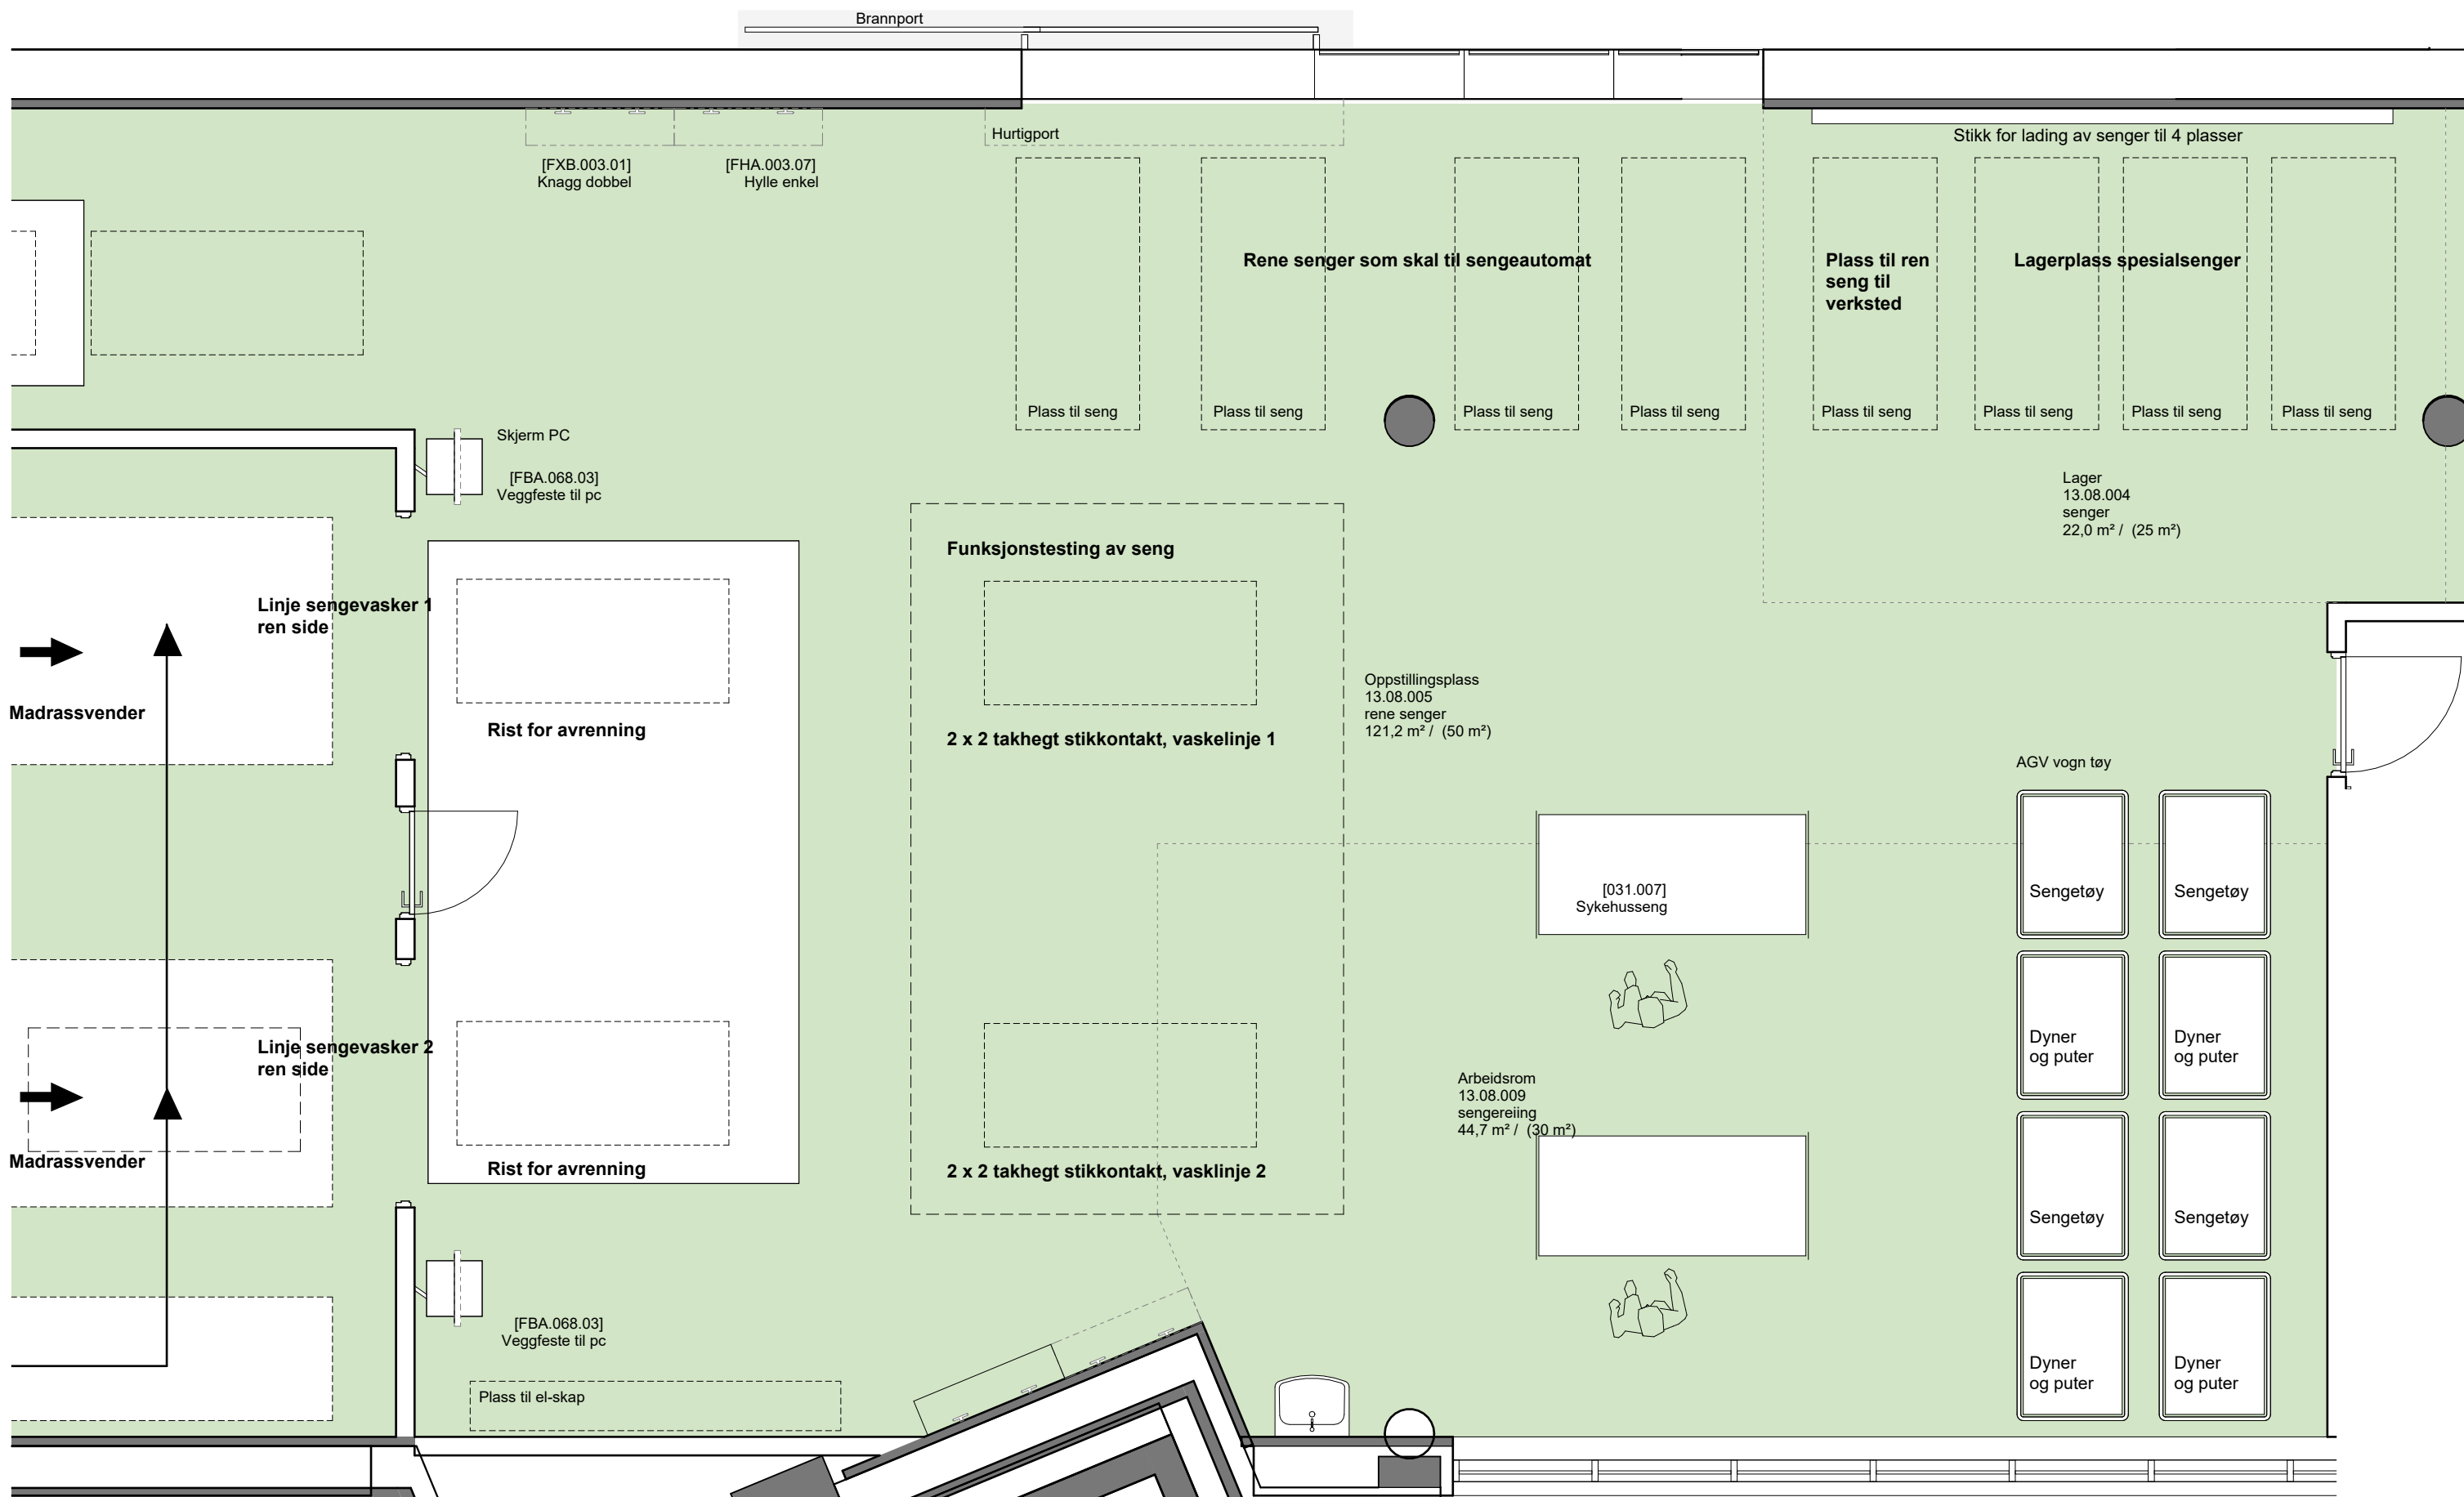 Brannport
Hurtigport
Stikk for lading av senger til 4 plasser
[FXB.003.01]
Knagg dobbel
[FHA.003.07]
Hylle enkel
Rene senger som skal til sengeautomat
Plass til ren
seng til
verksted
Lagerplass spesialsenger
Plass til seng
Plass til seng
Plass til seng
Plass til seng
Plass til seng
Plass til seng
Plass til seng
Plass til seng
Skjerm PC
[FBA.068.03]
Veggfeste til pc
Lager
13.08.004
senger
22,0 m² / (25 m²)
Funksjonstesting av seng
Linje sengevasker 1
ren side
Madrassvender
Rist for avrenning
2 x 2 takhegt stikkontakt, vaskelinje 1
Oppstillingsplass
13.08.005
rene senger
121,2 m² / (50 m²)
AGV vogn tøy
[031.007]
Sykehusseng
Sengetøy
Sengetøy
Dyner
og puter
Dyner
og puter
Linje sengevasker 2
ren side
Madrassvender
Rist for avrenning
2 x 2 takhegt stikkontakt, vasklinje 2
Arbeidsrom
13.08.009
sengereiing
44,7 m² / (30 m²)
Sengetøy
Sengetøy
Dyner
og puter
Dyner
og puter
[FBA.068.03]
Veggfeste til pc
Plass til el-skap